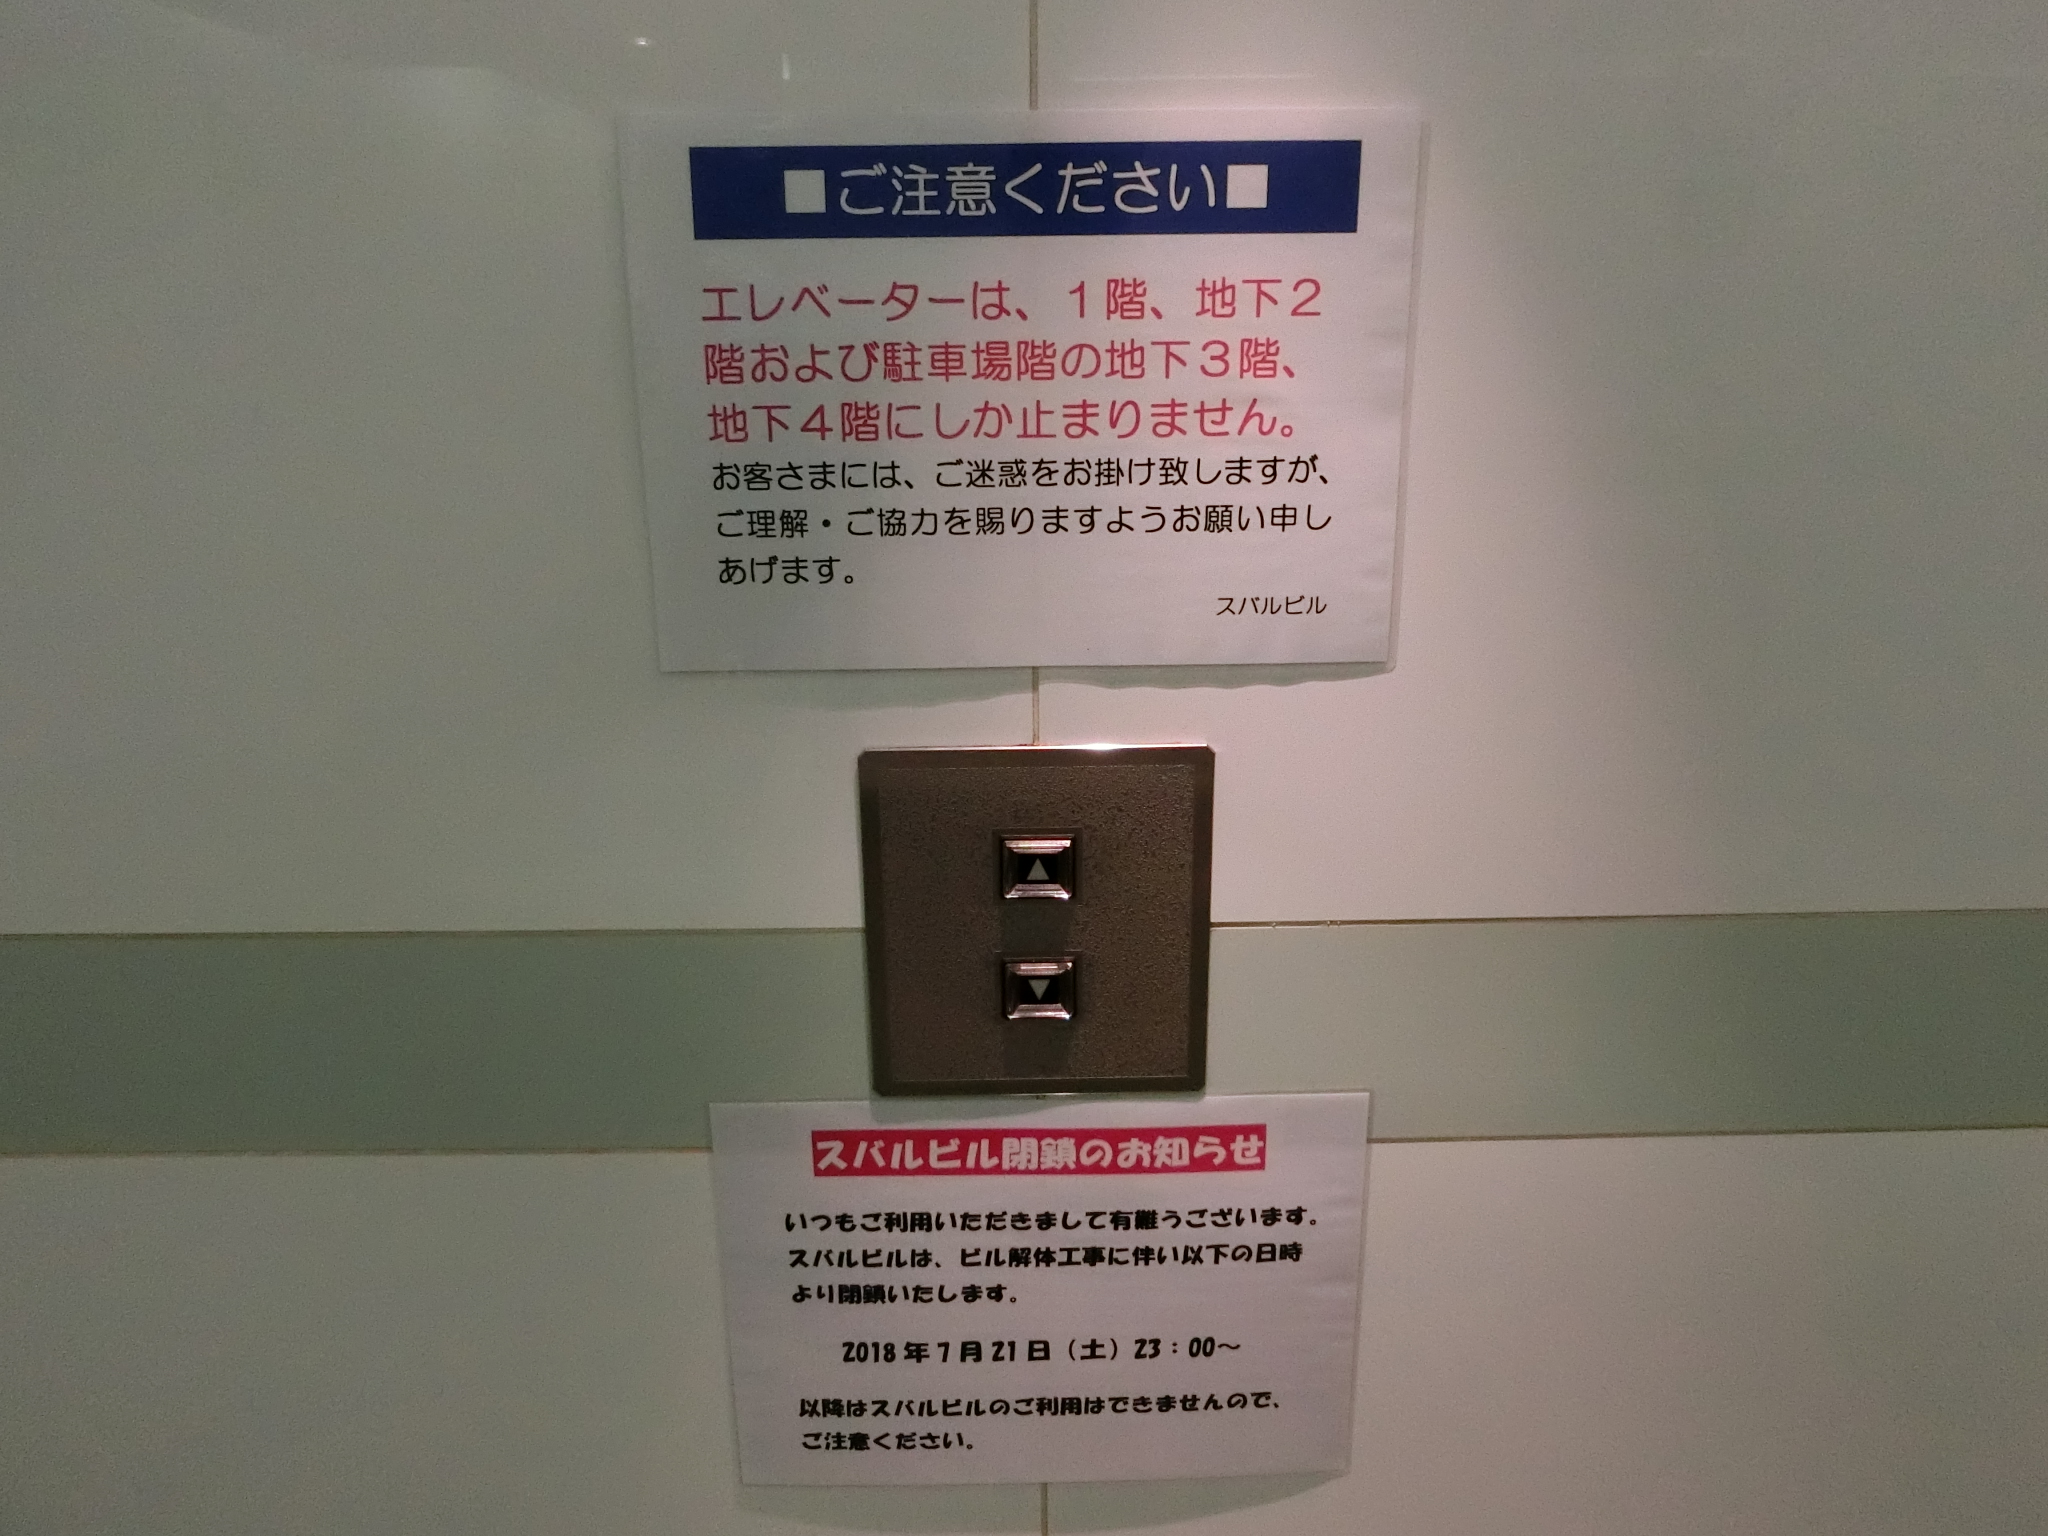 ■ご注意ください■
エレベーターは、１階、地下２
階および駐車場階の地下３階、
地下４階にしか止まりません。
お客さまには、ご迷惑をお掛け致しますが、
ご理解・ご協力を賜りますようお願い申し
あげます。
スバルビル
▲
▼
スバルビル閉鎖のお知らせ
いつもご利用いただきまして有難うございます。
スバルビルは、ビル解体工事に伴い以下の日時
より閉鎖いたします。
2018年7月21日（土）23：00～
以降はスバルビルのご利用はできませんので、
ご注意ください。